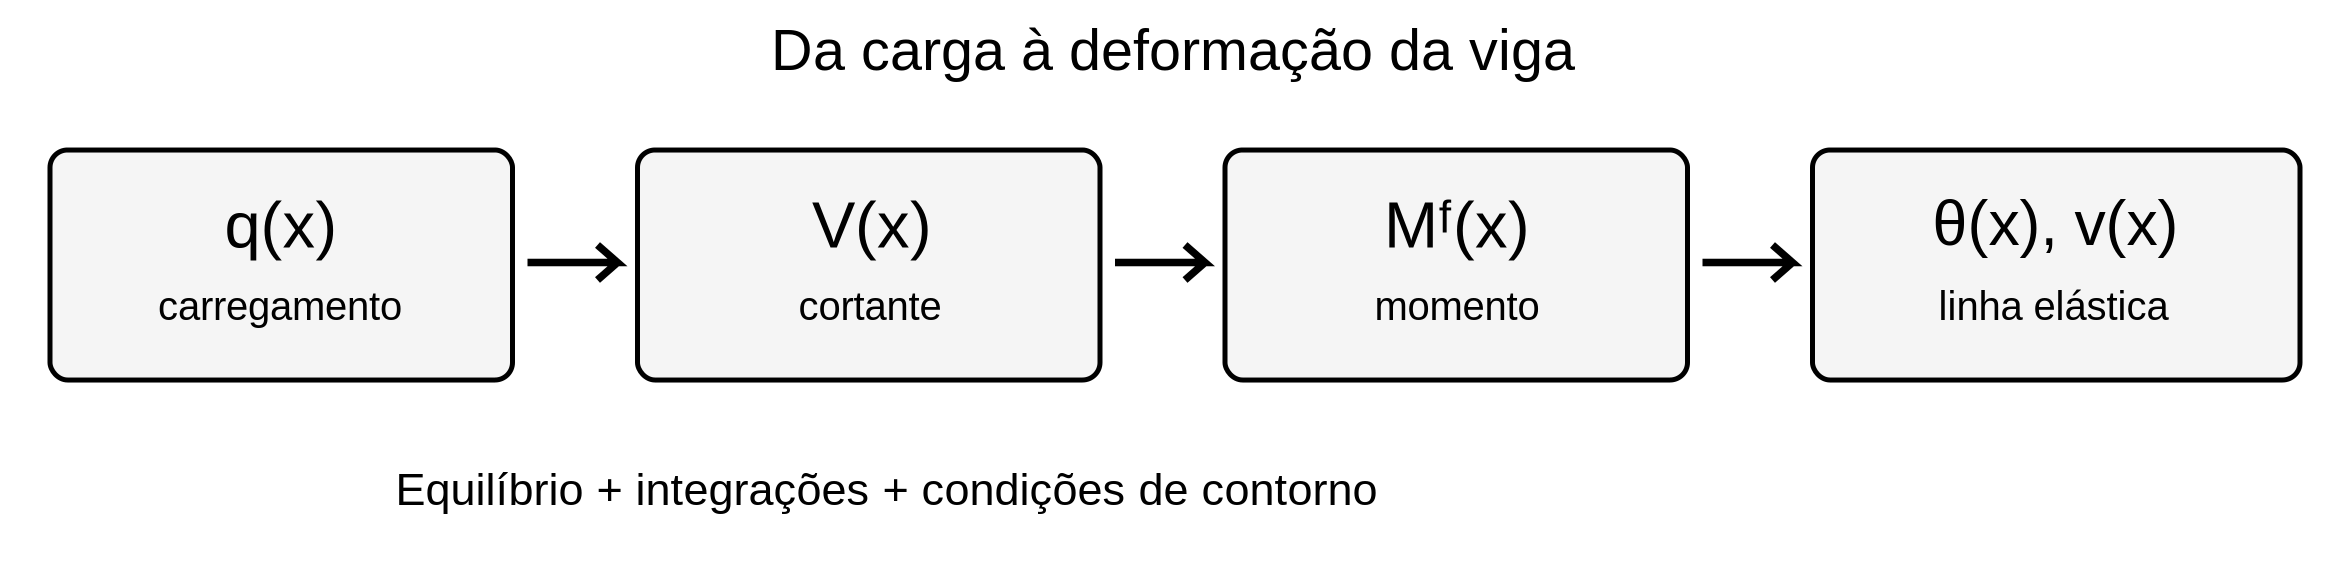 Da carga à deformação da viga
q(x)
carregamento
V(x)
cortante
Mᶠ(x)
momento
θ(x), v(x)
linha elástica
Equilíbrio + integrações + condições de contorno